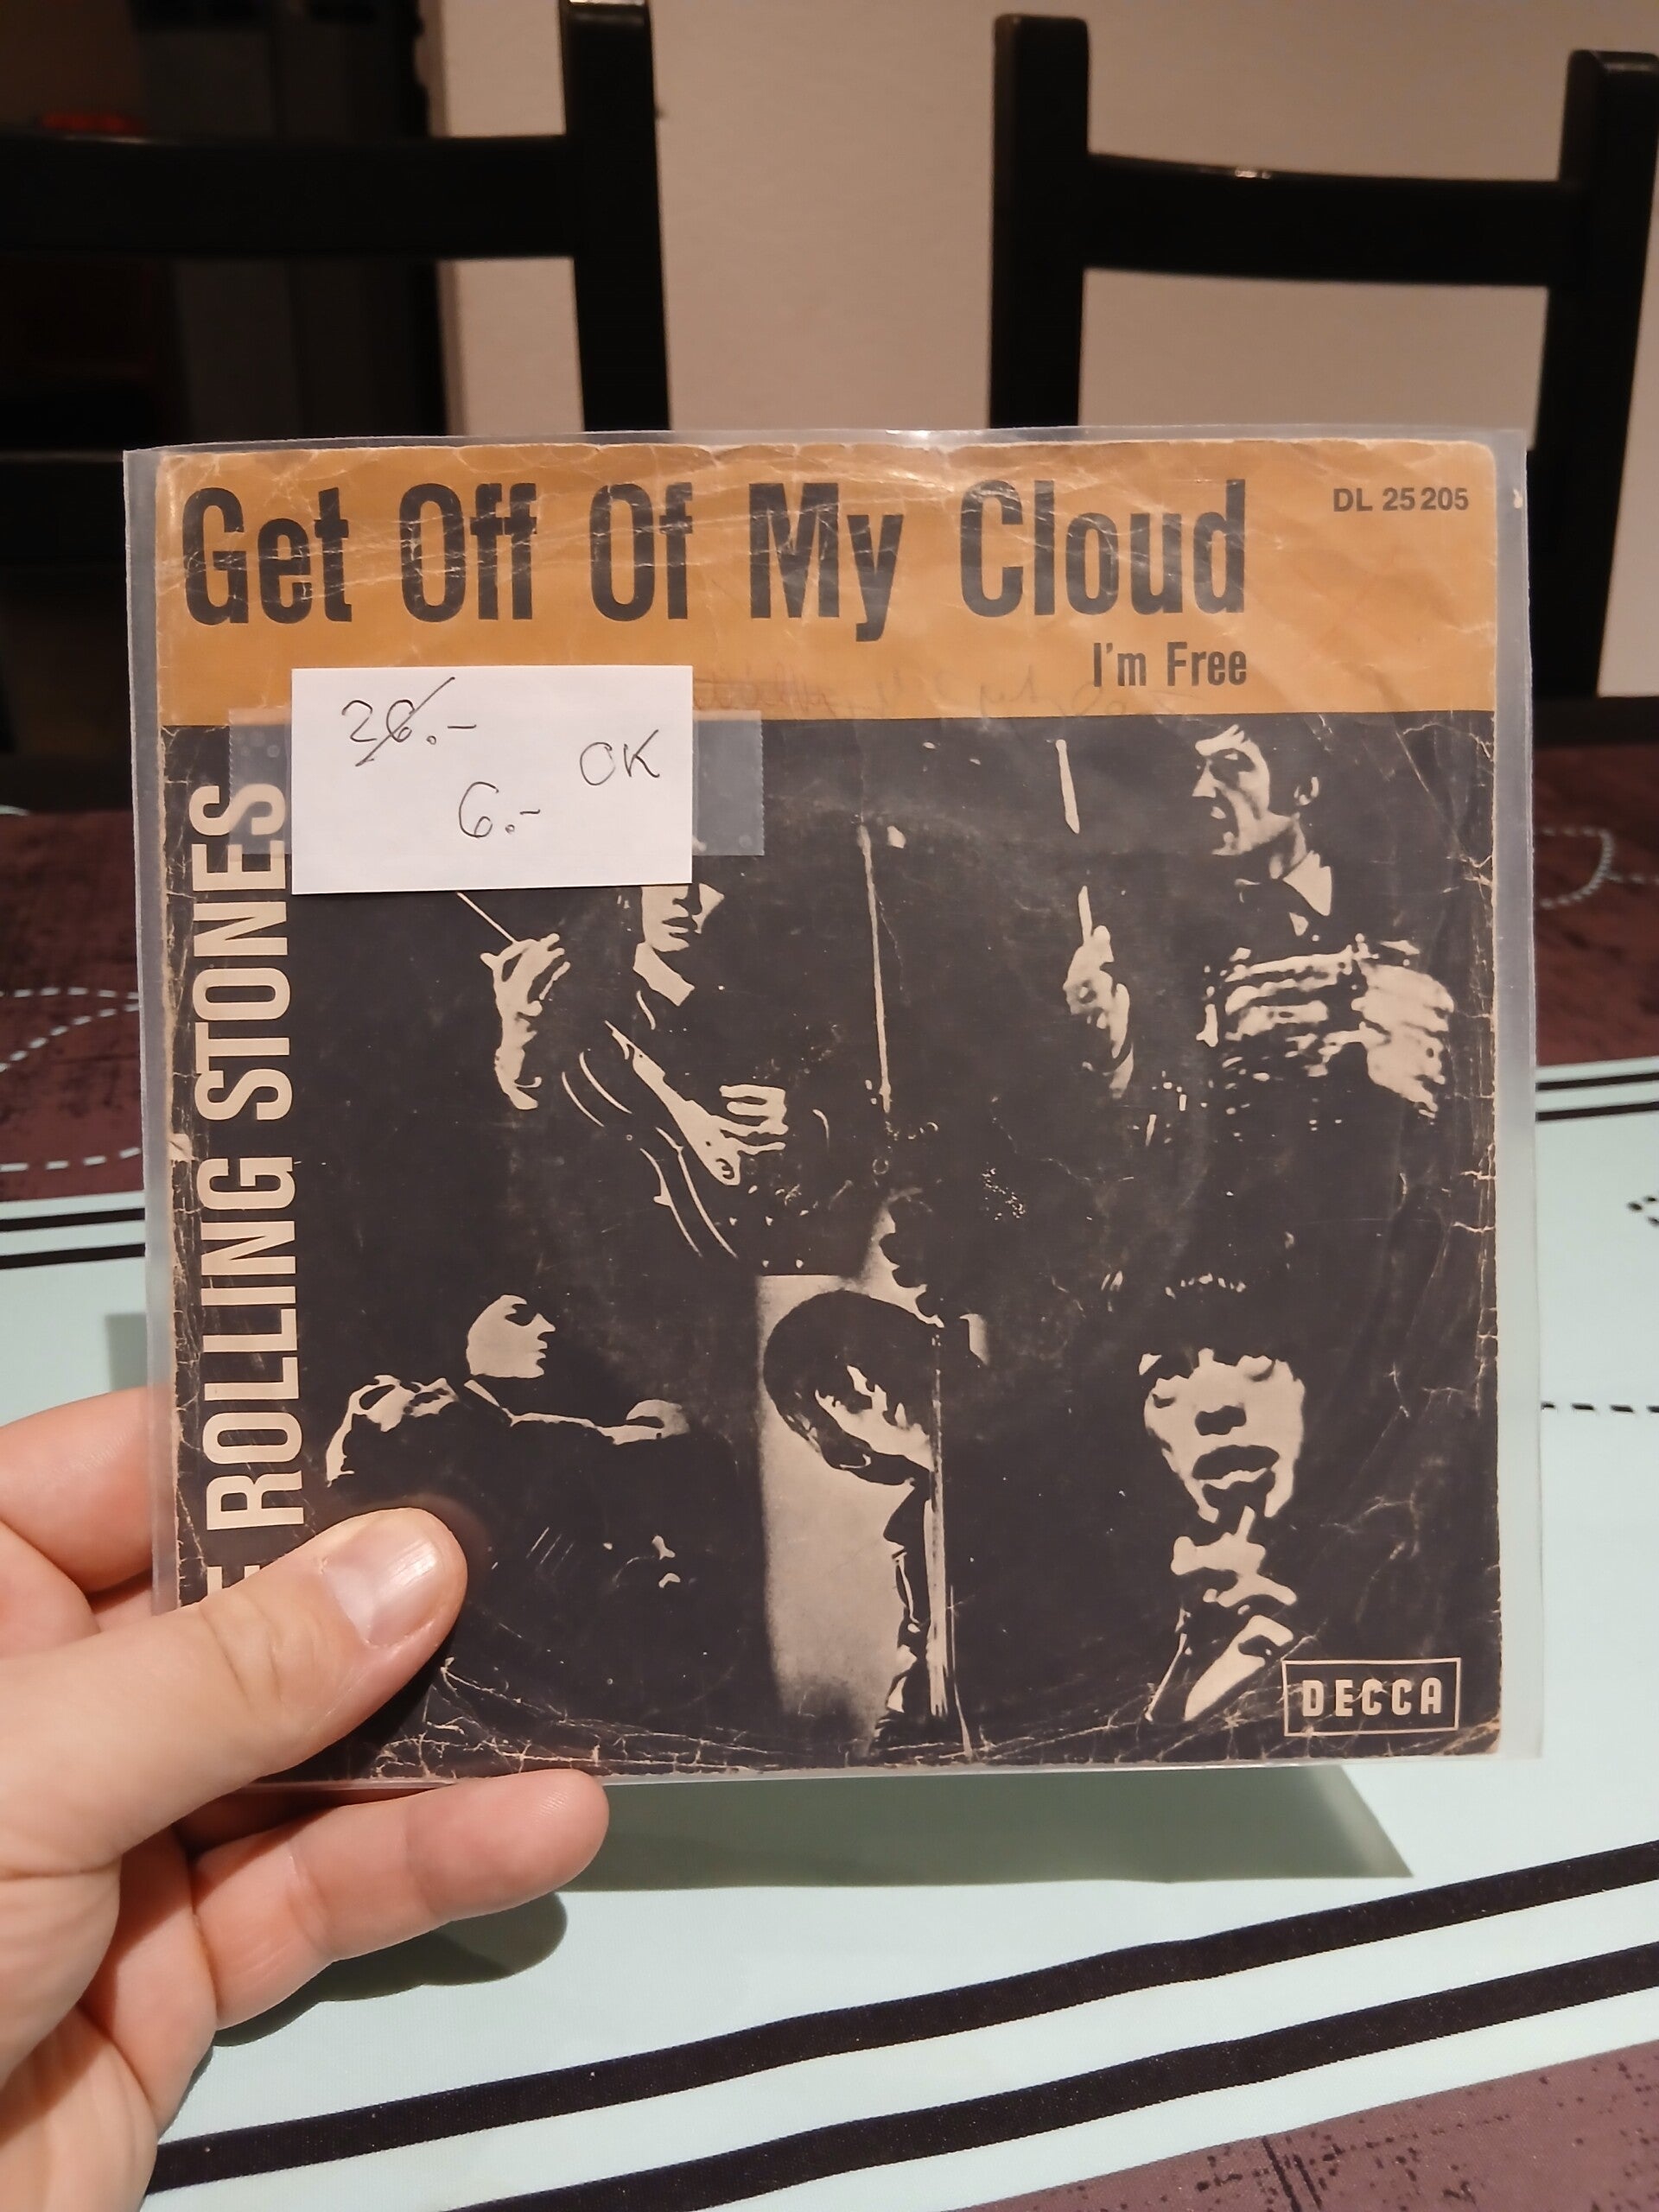 Get Off Of My Cloud
DL 25 205
I'm Free
26.-
6.- OK
ROLLING STONES
DECCA